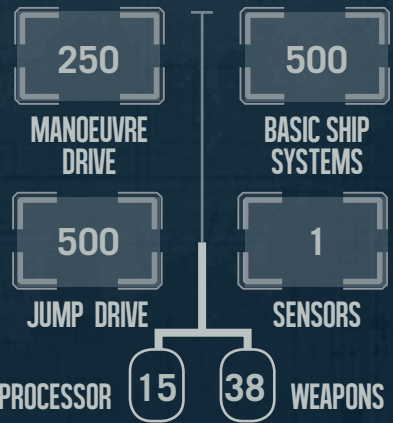 250
500
MANOEUVRE
DRIVE
BASIC SHIP
SYSTEMS
500
1
JUMP DRIVE
SENSORS
PROCESSOR 15 38 WEAPONS